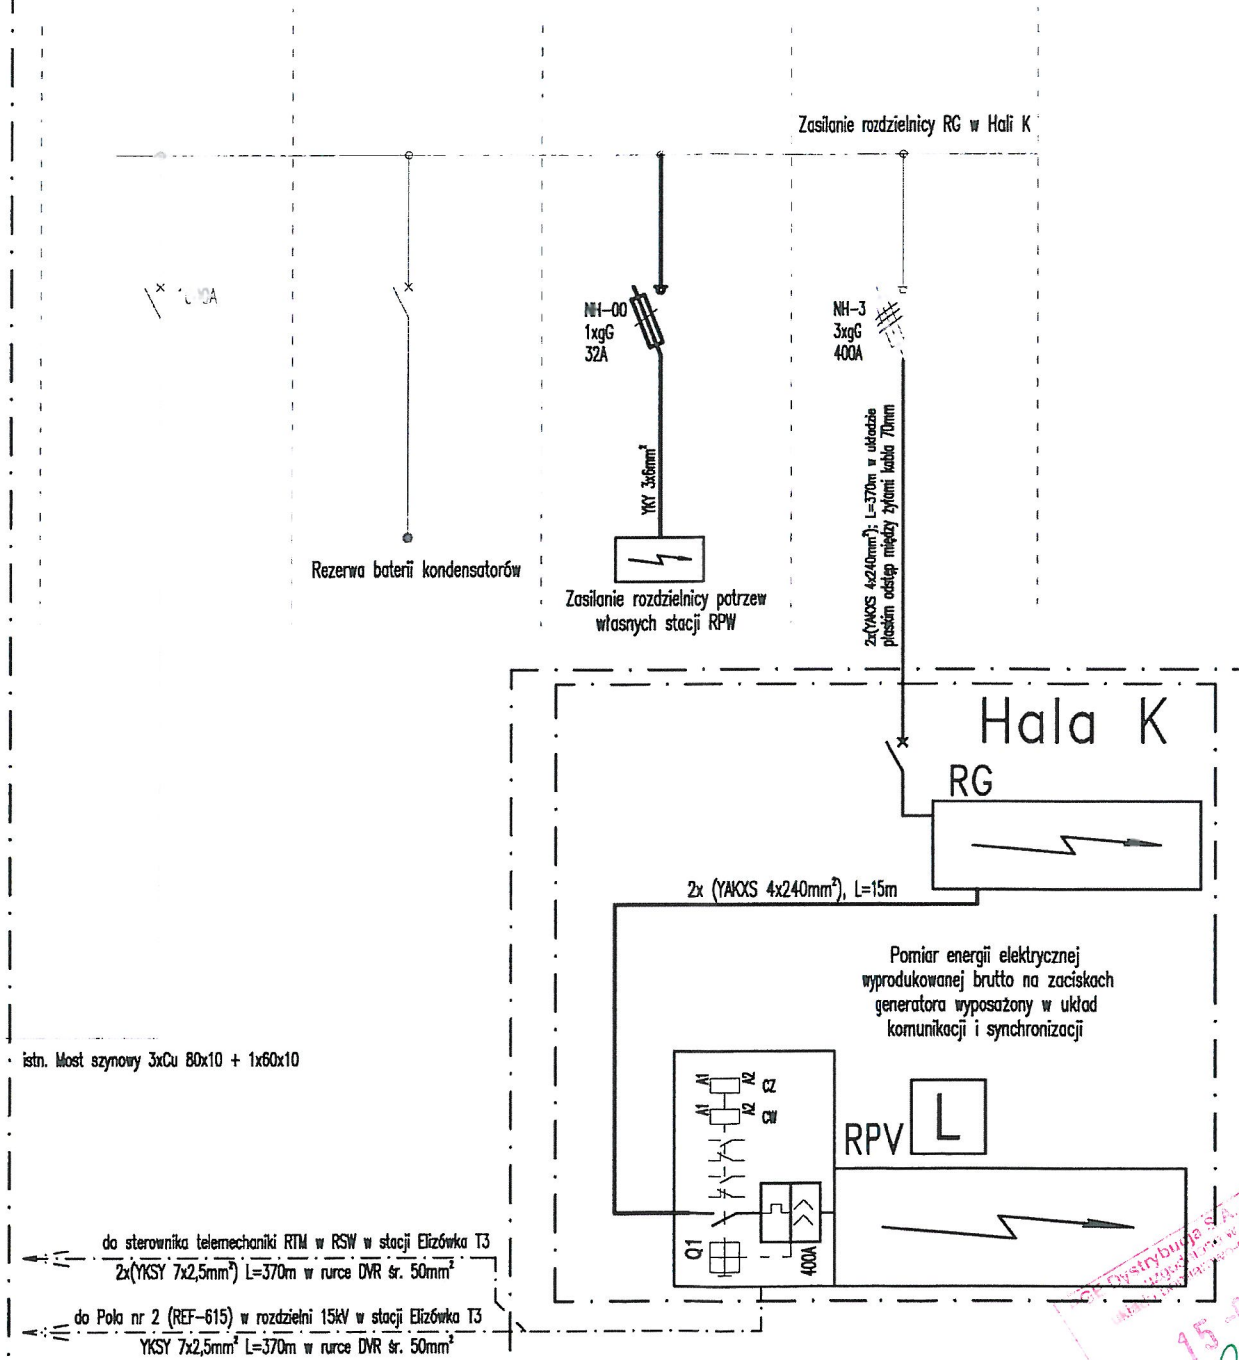 Zasilanie rozdzielnicy RG w Hali K
NH-00
1xgG
32A
NH-3
3xgG
400A
YKY 3x6mm²
2x(YAKXS 4x240mm²); L=370m w układzie
płaskim odstęp między żyłami kabla 70mm
Rezerwa baterii kondensatorów
Zasilanie rozdzielnicy potrzew
własnych stacji RPW
Hala K
RG
2x (YAKXS 4x240mm²), L=15m
Pomiar energii elektrycznej
wyprodukowanej brutto na zaciskach
generatora wyposażony w układ
komunikacji i synchronizacji
istn. Most szynowy 3xCu 80x10 + 1x60x10
A1 A2 CZ
A1 A2 CW
RPV L
Q1
400A
do sterownika telemechaniki RTM w RSW w stacji Elizówka T3
2x(YKSY 7x2,5mm²) L=370m w rurce DVR śr. 50mm²
do Pola nr 2 (REF-615) w rozdzielni 15kV w stacji Elizówka T3
YKSY 7x2,5mm² L=370m w rurce DVR śr. 50mm²
Dystrybucja S.A.
15